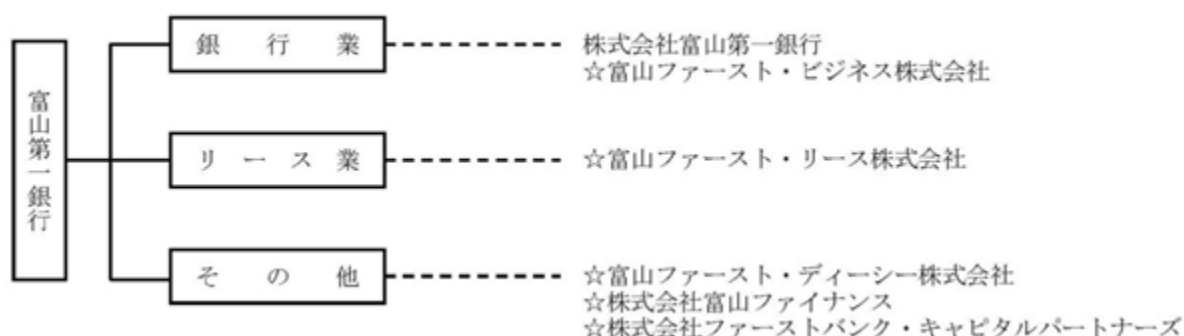 富山第一銀行
銀行業
株式会社富山第一銀行
☆富山ファースト・ビジネス株式会社
リース業
☆富山ファースト・リース株式会社
その他
☆富山ファースト・ディーシー株式会社
☆株式会社富山ファイナンス
☆株式会社ファーストバンク・キャピタルパートナーズ